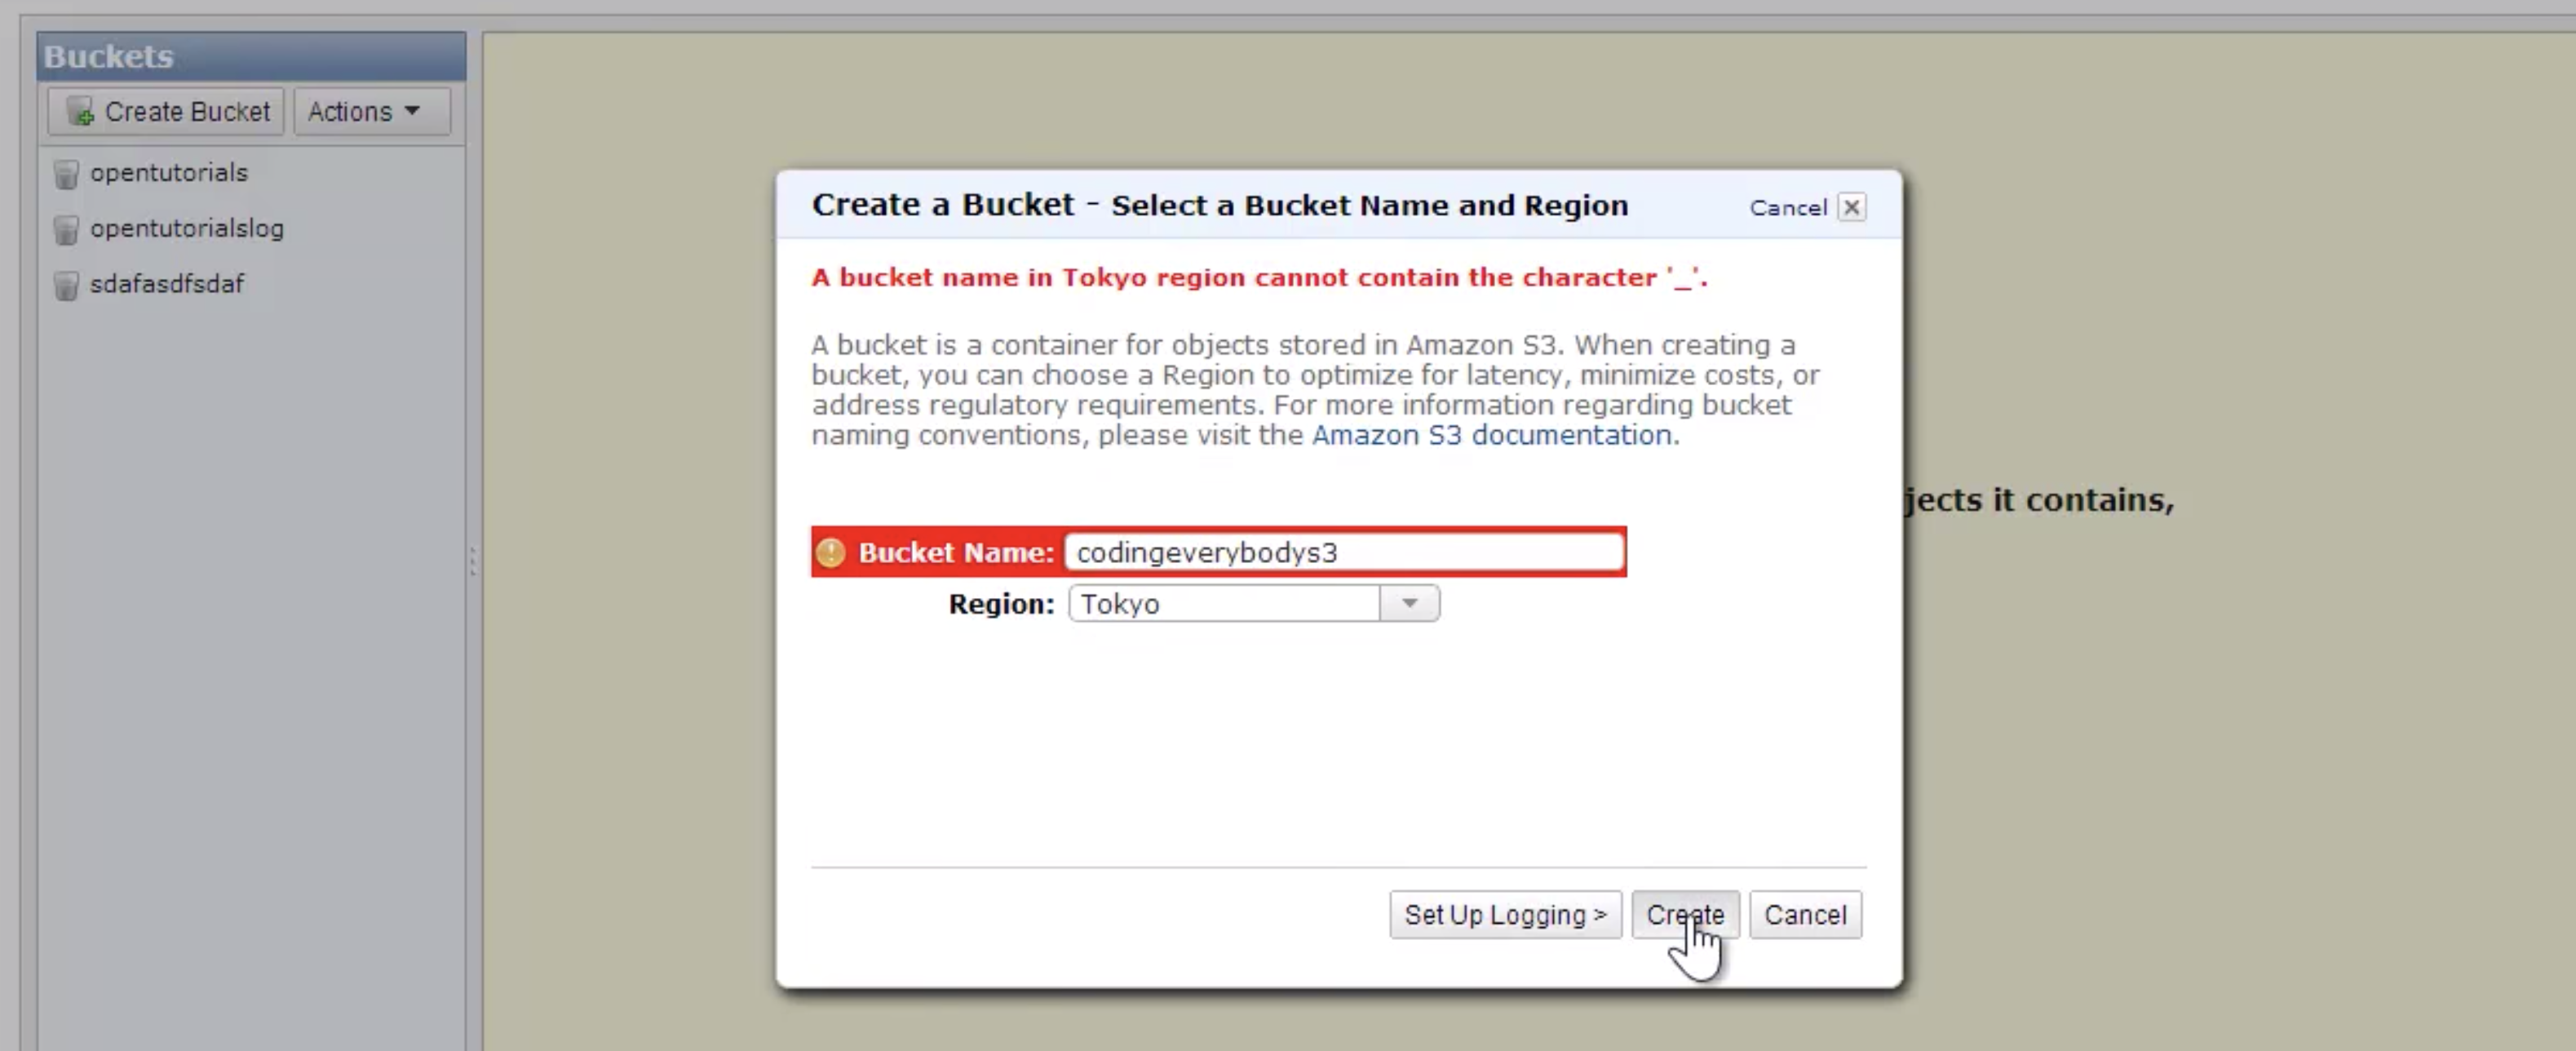 Buckets
Create Bucket
Actions
opentutorials
opentutorialslog
sdafasdfsdaf
Create a Bucket - Select a Bucket Name and Region
Cancel
A bucket name in Tokyo region cannot contain the character '_'.
A bucket is a container for objects stored in Amazon S3. When creating a
bucket, you can choose a Region to optimize for latency, minimize costs, or
address regulatory requirements. For more information regarding bucket
naming conventions, please visit the Amazon S3 documentation.
jects it contains,
Bucket Name: codingeverybodys3
Region: Tokyo
Set Up Logging >
Create
Cancel